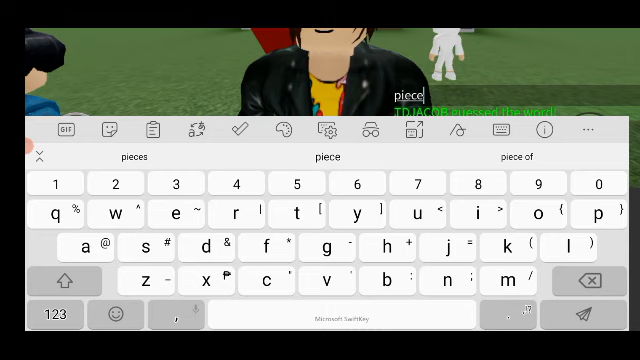 piece
TDJACOB guessed the word!
GIF
pieces piece piece of
1 2 3 4 5 6 7 8 9 0
q % w ^ e ~ r | t [ y ] u < i > o { p }
a @ s # d & f * g - h + j = k ( l )
z _ x ₱ c " v ' b : n ; m /
123 , Microsoft SwiftKey . ,!?